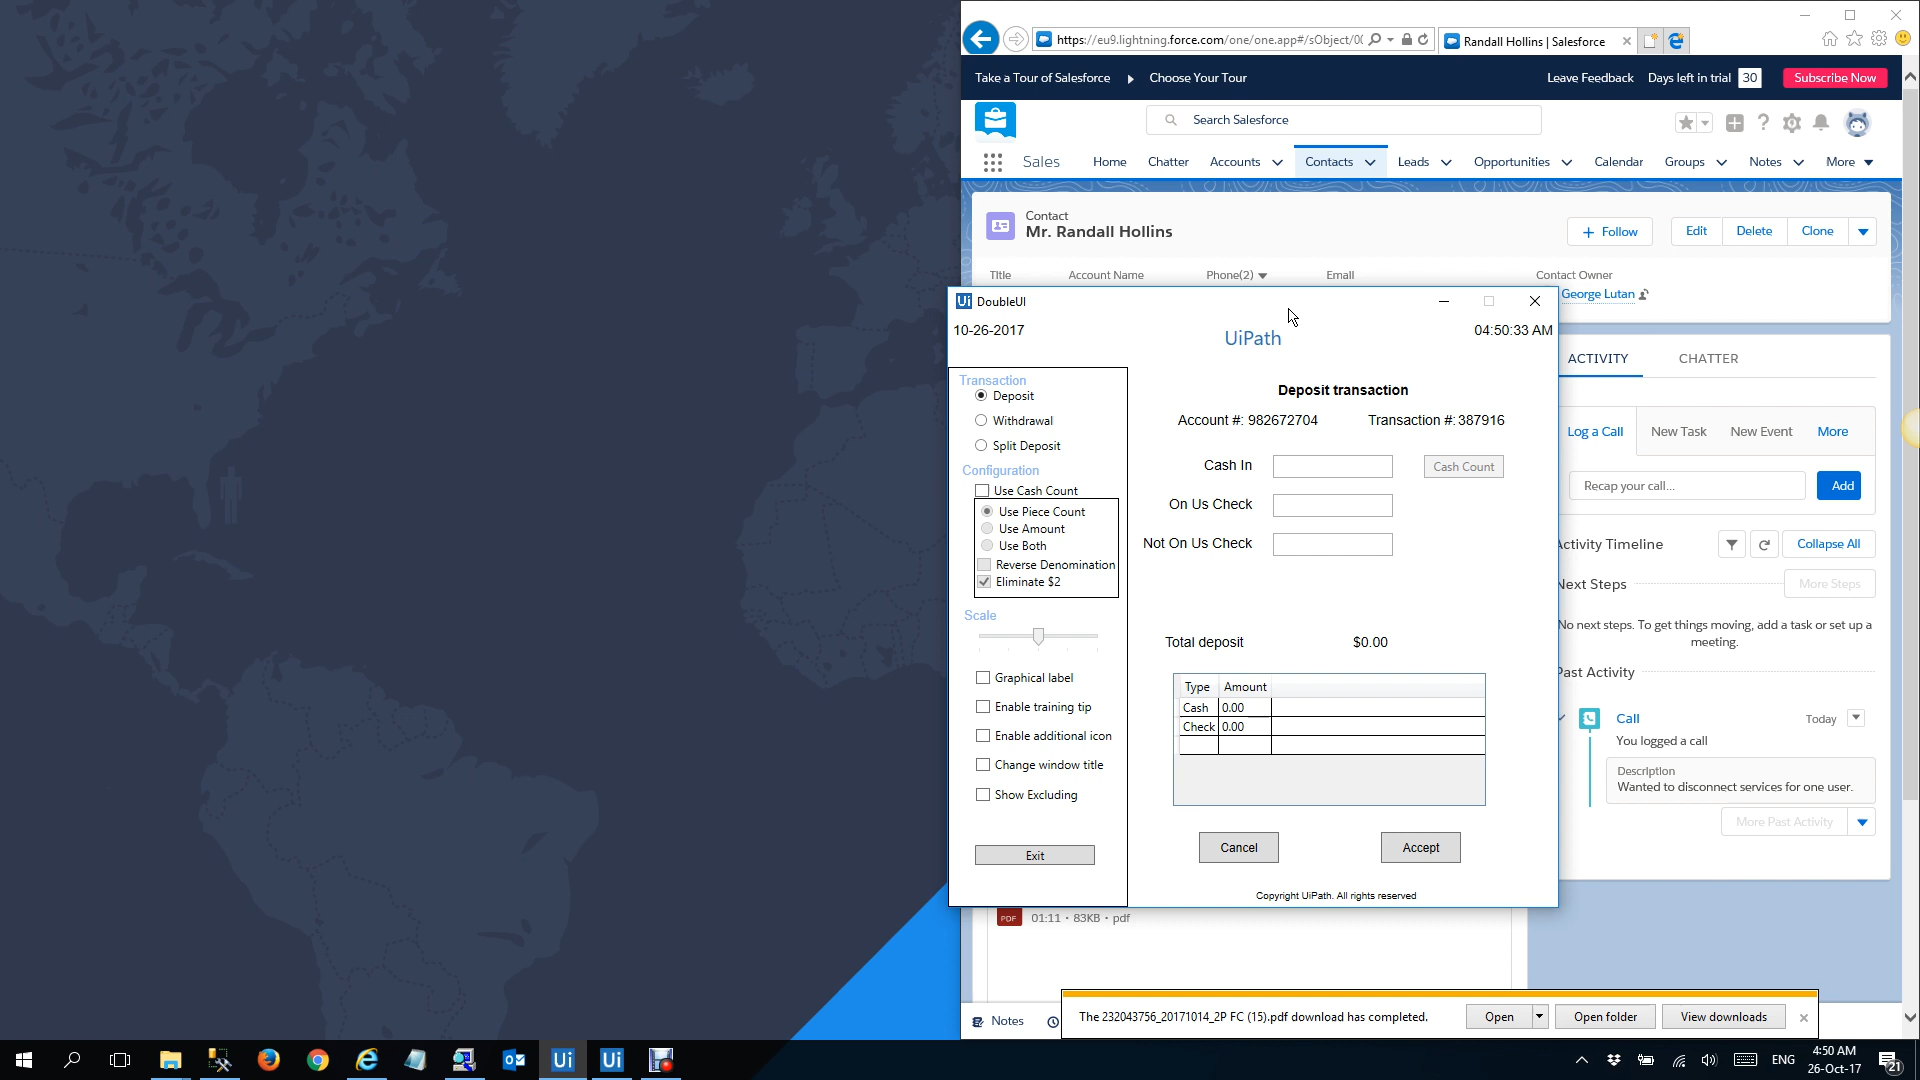 https://eu9.lightning.force.com/one/one.app#/sObject/0(
Randall Hollins | Salesforce
Take a Tour of Salesforce
Choose Your Tour
Leave Feedback
Days left in trial 30
Subscribe Now
Search Salesforce
Sales
Home
Chatter
Accounts
Contacts
Leads
Opportunities
Calendar
Groups
Notes
More
Contact
Mr. Randall Hollins
Follow
Edit
Delete
Clone
Title
Account Name
Phone(2)
Email
Contact Owner
George Lutan
Ui DoubleUI
10-26-2017
UiPath
04:50:33 AM
Transaction
Deposit
Withdrawal
Split Deposit
Configuration
Use Cash Count
Use Piece Count
Use Amount
Use Both
Reverse Denomination
Eliminate $2
Scale
Graphical label
Enable training tip
Enable additional icon
Change window title
Show Excluding
Exit
Deposit transaction
Account #: 982672704
Transaction #: 387916
Cash In
Cash Count
On Us Check
Not On Us Check
Total deposit
$0.00
Type Amount
Cash 0.00
Check 0.00
Cancel
Accept
Copyright UiPath. All rights reserved
ACTIVITY
CHATTER
Log a Call
New Task
New Event
More
Recap your call...
Add
Activity Timeline
Collapse All
Next Steps
More Steps
No next steps. To get things moving, add a task or set up a
meeting.
Past Activity
Call
Today
You logged a call
Description
Wanted to disconnect services for one user.
More Past Activity
PDF 01:11 • 83KB • pdf
Notes
The 232043756_20171014_2P FC (15).pdf download has completed.
Open
Open folder
View downloads
Ui
Ui
ENG
4:50 AM
26-Oct-17
21